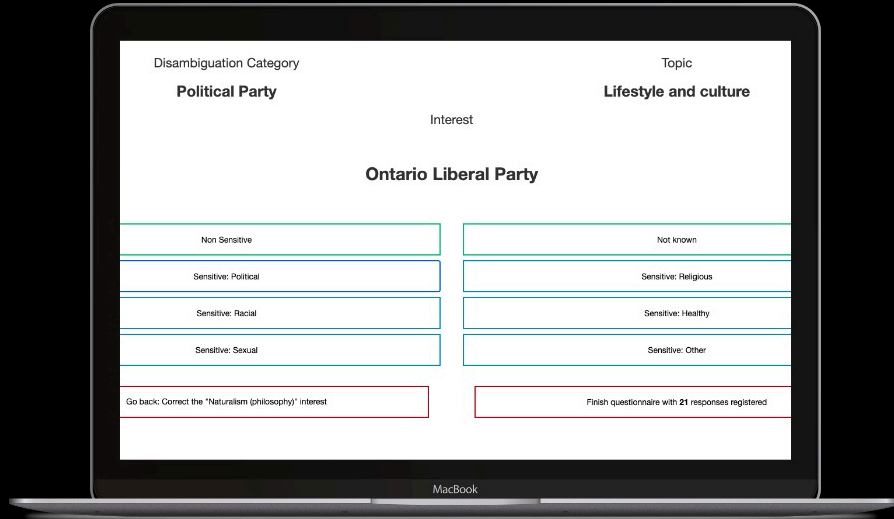 Disambiguation Category
Topic
Political Party
Lifestyle and culture
Interest
Ontario Liberal Party
Non Sensitive
Not known
Sensitive: Political
Sensitive: Religious
Sensitive: Racial
Sensitive: Healthy
Sensitive: Sexual
Sensitive: Other
Go back: Correct the "Naturalism (philosophy)" interest
Finish questionnaire with 21 responses registered
MacBook